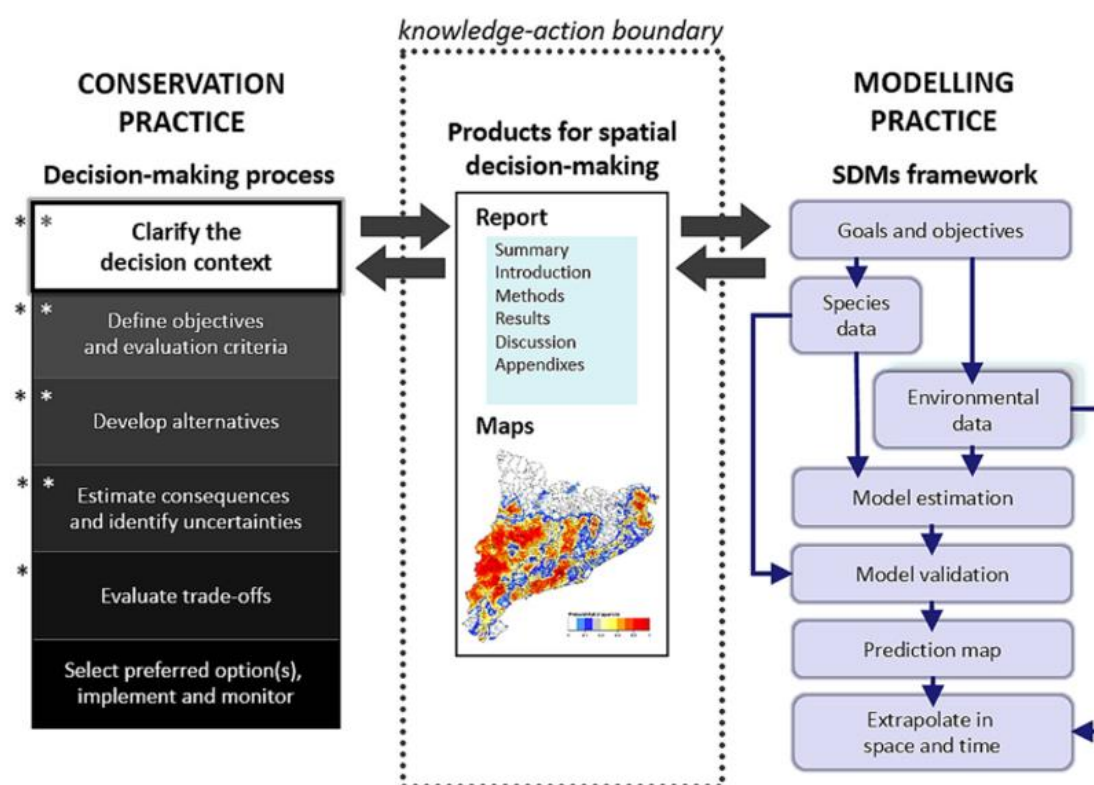 knowledge-action boundary
CONSERVATION
PRACTICE
Decision-making process
* *
Clarify the
decision context
* *
Define objectives
and evaluation criteria
* *
Develop alternatives
* *
Estimate consequences
and identify uncertainties
*
Evaluate trade-offs
Select preferred option(s),
implement and monitor
Products for spatial
decision-making
Report
Summary
Introduction
Methods
Results
Discussion
Appendixes
Maps
MODELLING
PRACTICE
SDMs framework
Goals and objectives
Species
data
Environmental
data
Model estimation
Model validation
Prediction map
Extrapolate in
space and time